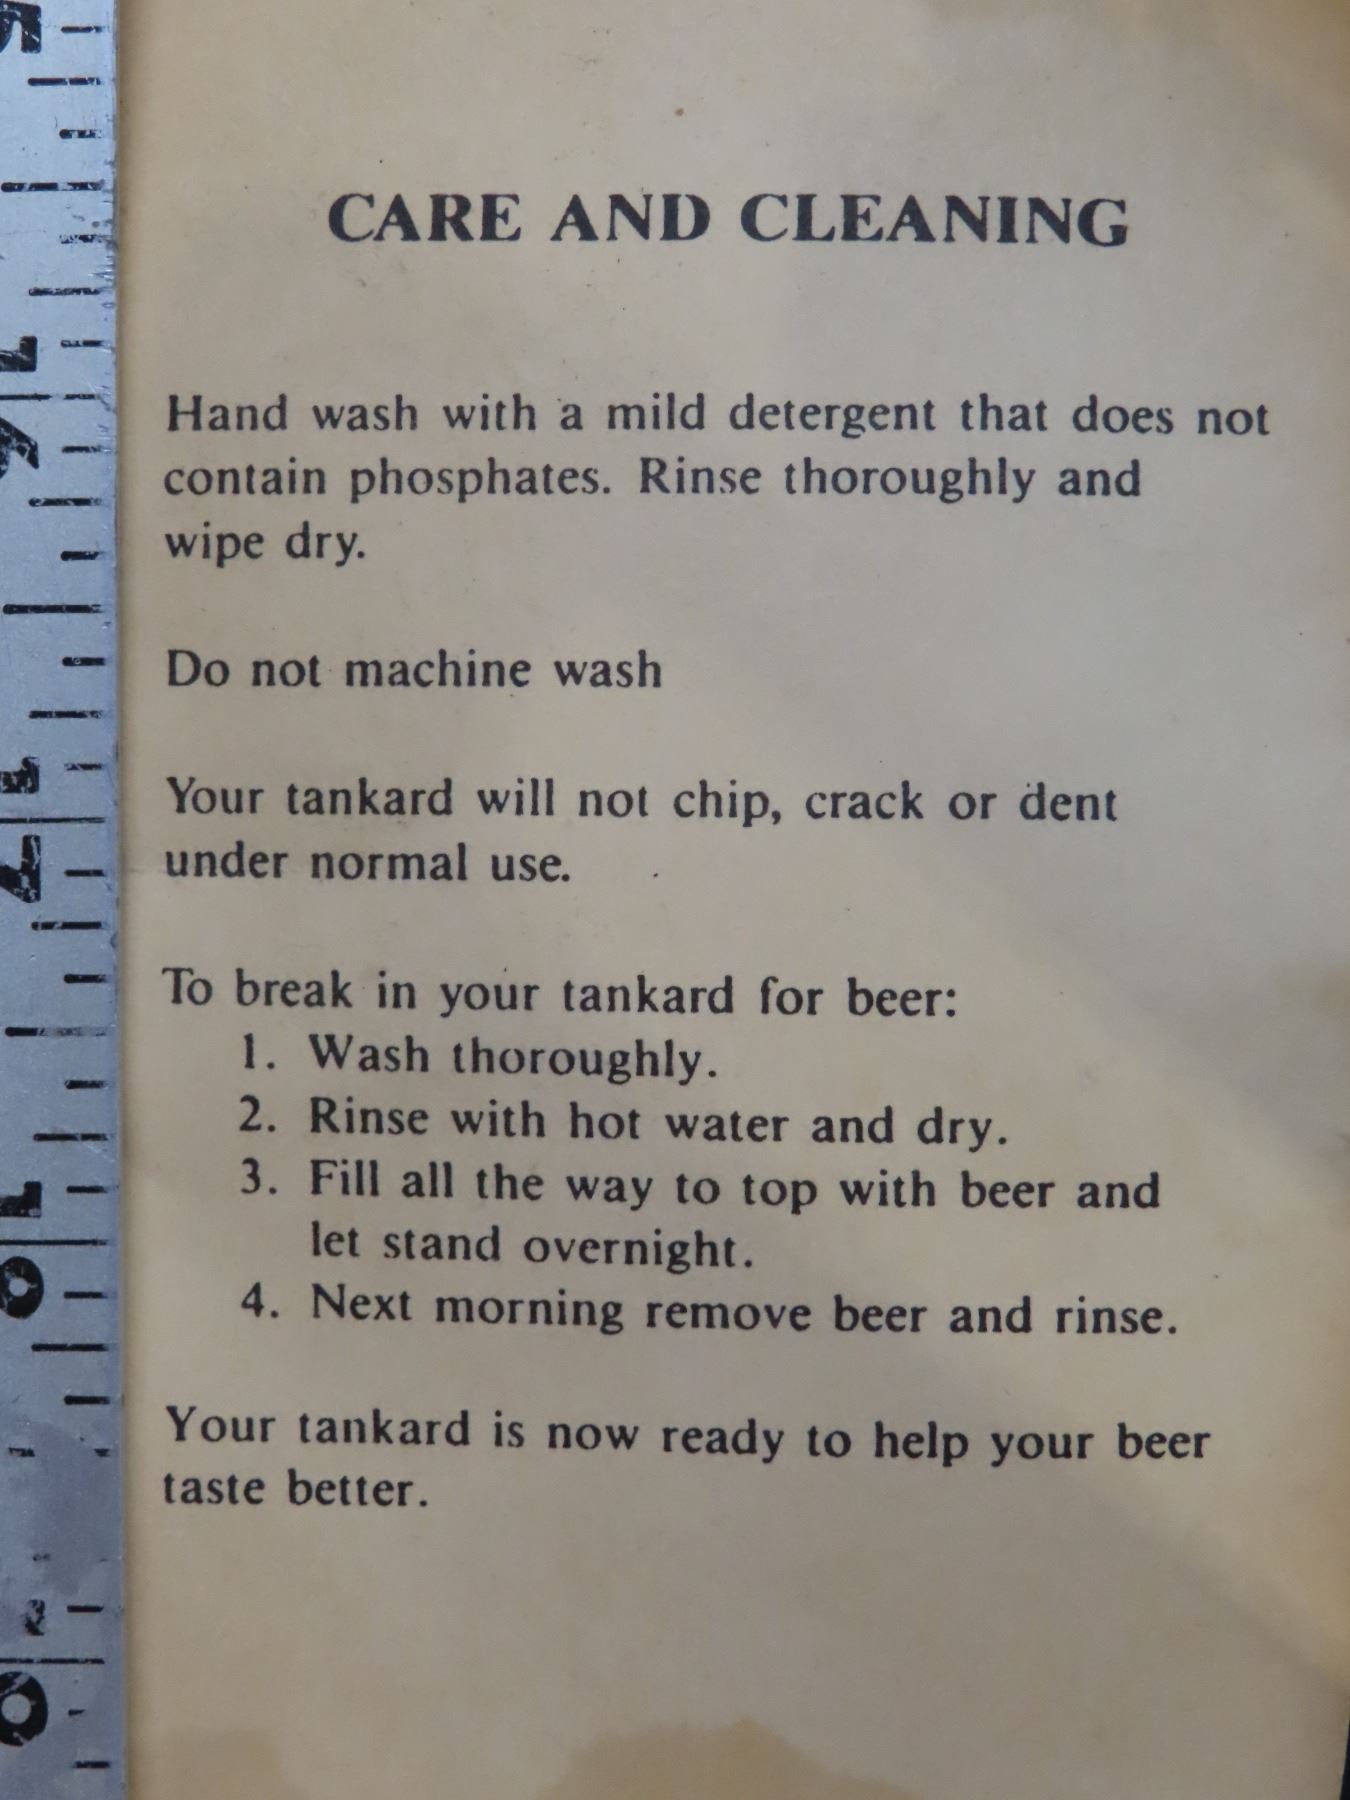 CARE AND CLEANING
Hand wash with a mild detergent that does not
contain phosphates. Rinse thoroughly and
wipe dry.
Do not machine wash
Your tankard will not chip, crack or dent
under normal use.
To break in your tankard for beer:
1. Wash thoroughly.
2. Rinse with hot water and dry.
3. Fill all the way to top with beer and
let stand overnight.
4. Next morning remove beer and rinse.
Your tankard is now ready to help your beer
taste better.